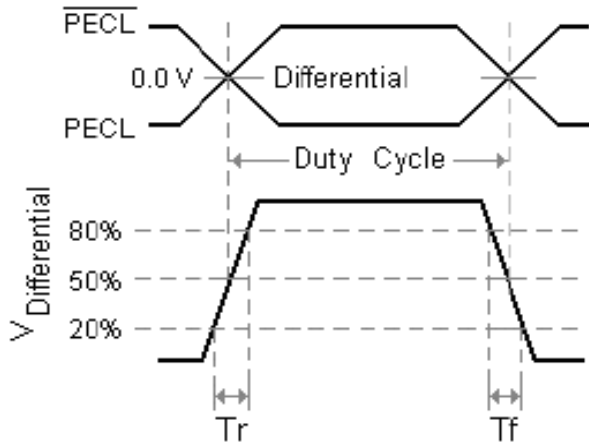 PECL
0.0 V
Differential
PECL
Duty Cycle
V Differential
80%
50%
20%
Tr
Tf